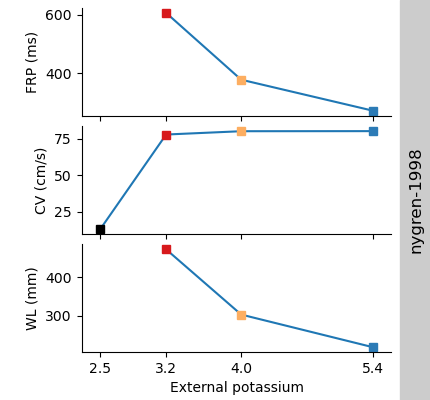 600
400
FRP (ms)
75
50
25
CV (cm/s)
400
300
WL (mm)
2.5 3.2 4.0 5.4
External potassium
nygren-1998